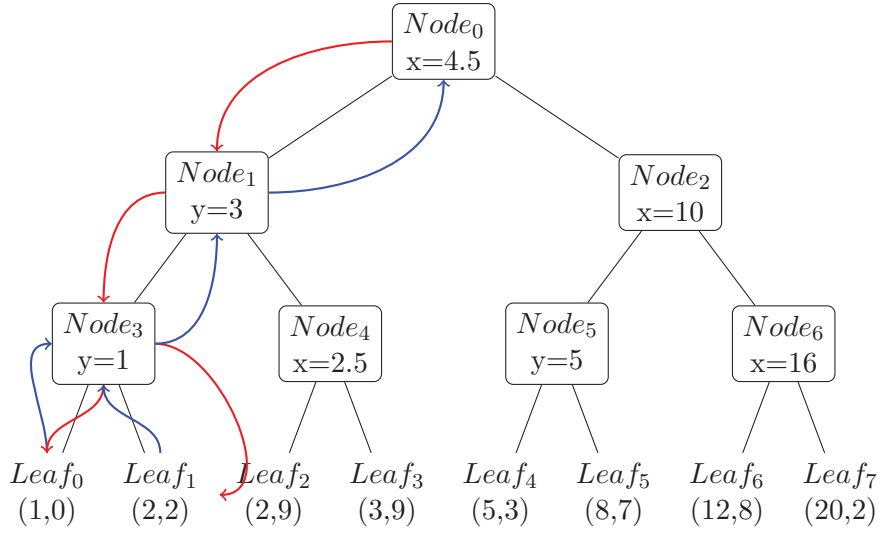 Node₀
x=4.5
Node₁
y=3
Node₂
x=10
Node₃
y=1
Node₄
x=2.5
Node₅
y=5
Node₆
x=16
Leaf₀ Leaf₁ Leaf₂ Leaf₃ Leaf₄ Leaf₅ Leaf₆ Leaf₇
(1,0) (2,2) (2,9) (3,9) (5,3) (8,7) (12,8) (20,2)